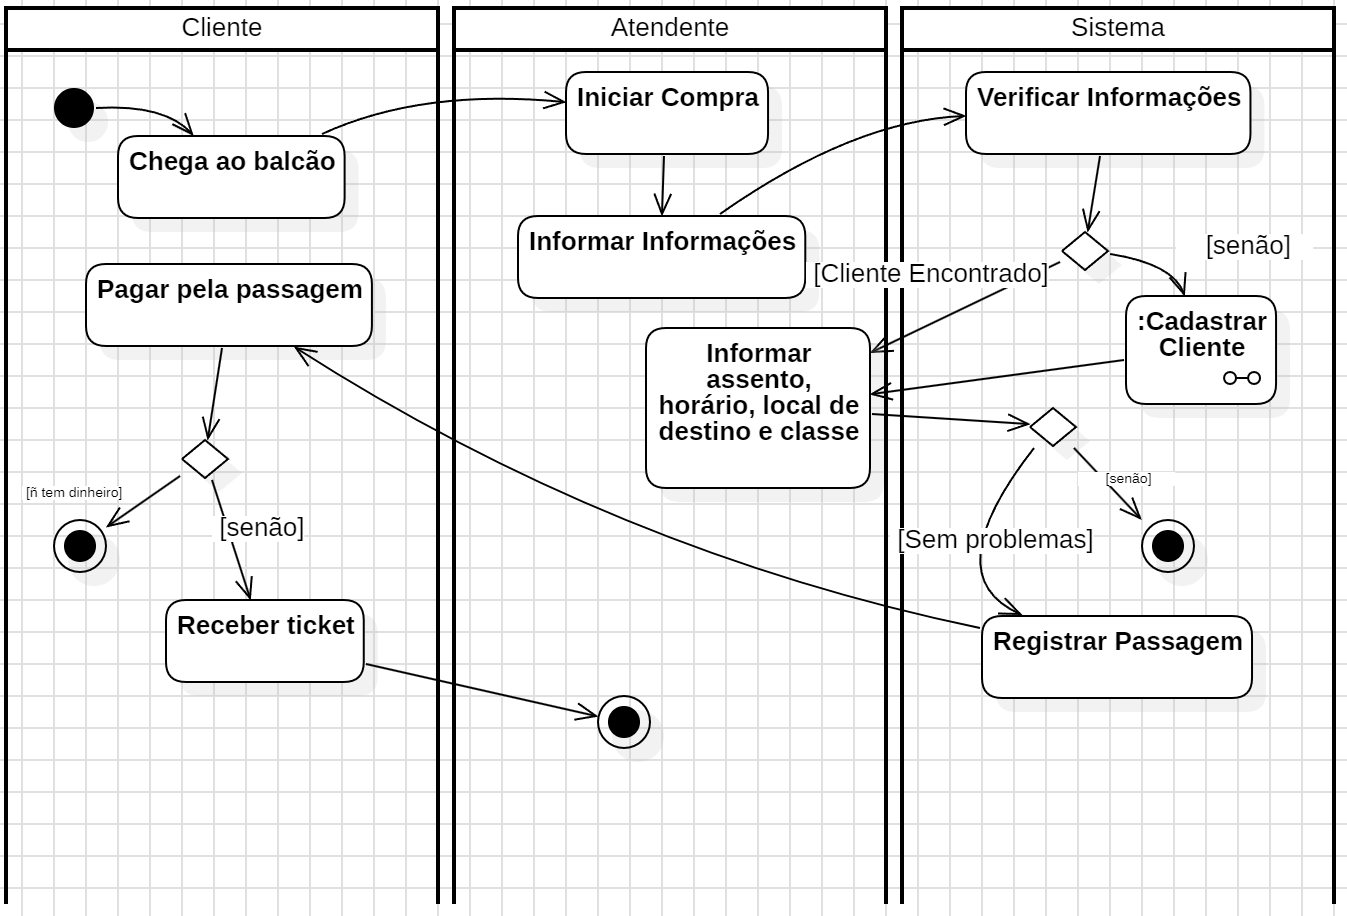 Cliente
Atendente
Sistema
Chega ao balcão
Iniciar Compra
Verificar Informações
Pagar pela passagem
Informar Informações
[Cliente Encontrado]
[senão]
:Cadastrar
Cliente
Informar
assento,
horário, local de
destino e classe
[ñ tem dinheiro]
[senão]
[senão]
[Sem problemas]
Receber ticket
Registrar Passagem